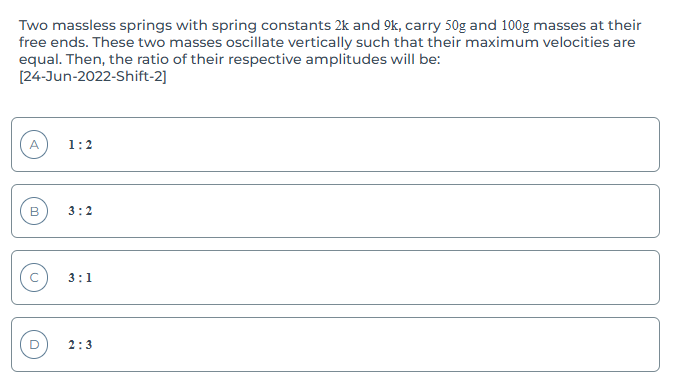 Two massless springs with spring constants 2k and 9k, carry 50g and 100g masses at their
free ends. These two masses oscillate vertically such that their maximum velocities are
equal. Then, the ratio of their respective amplitudes will be:
[24-Jun-2022-Shift-2]
A 1 : 2
B 3 : 2
C 3 : 1
D 2 : 3